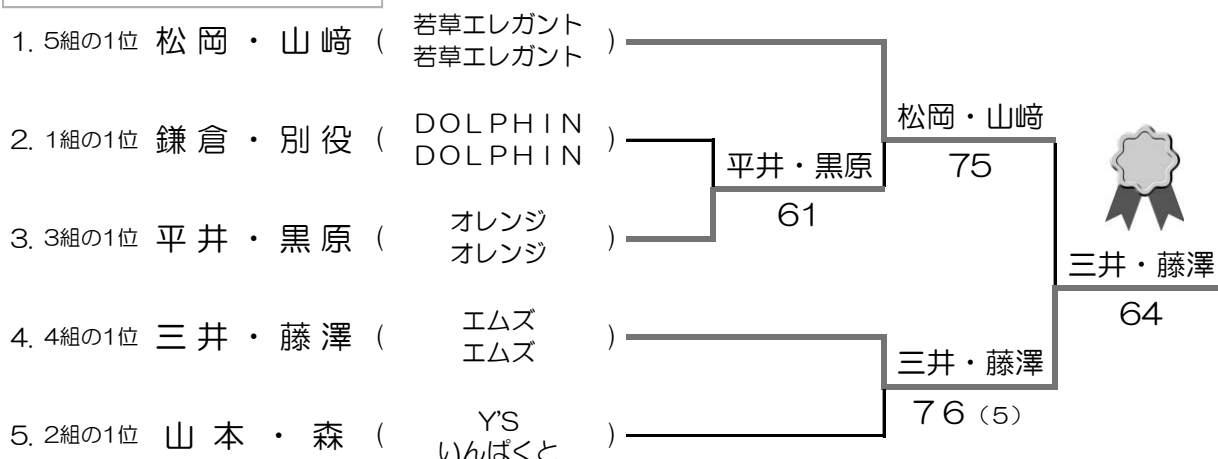 1. 5組の1位 松岡・山﨑 ( 若草エレガント
若草エレガント )
2. 1組の1位 鎌倉・別役 ( DOLPHIN
DOLPHIN )
3. 3組の1位 平井・黒原 ( オレンジ
オレンジ )
4. 4組の1位 三井・藤澤 ( エムズ
エムズ )
5. 2組の1位 山本・森 ( Y'S
いんぱくと )
平井・黒原
61
松岡・山﨑
75
三井・藤澤
76(5)
三井・藤澤
64